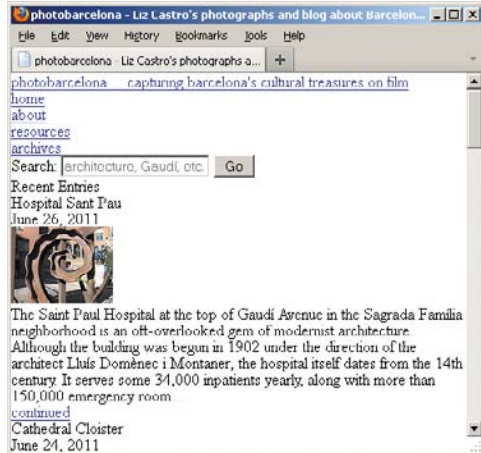 photobarcelona - Liz Castro's photographs and blog about Barcelon...
File Edit View History Bookmarks Tools Help
photobarcelona - Liz Castro's photographs a... +
photobarcelona capturing barcelona's cultural treasures on film
home
about
resources
archives
Search: architecture, Gaudí, etc. Go
Recent Entries
Hospital Sant Pau
June 26, 2011
The Saint Paul Hospital at the top of Gaudí Avenue in the Sagrada Familia
neighborhood is an oft-overlooked gem of modernist architecture.
Although the building was begun in 1902 under the direction of the
architect Lluís Domènec i Montaner, the hospital itself dates from the 14th
century. It serves some 34,000 inpatients yearly, along with more than
150,000 emergency room ...
continued
Cathedral Cloister
June 24, 2011